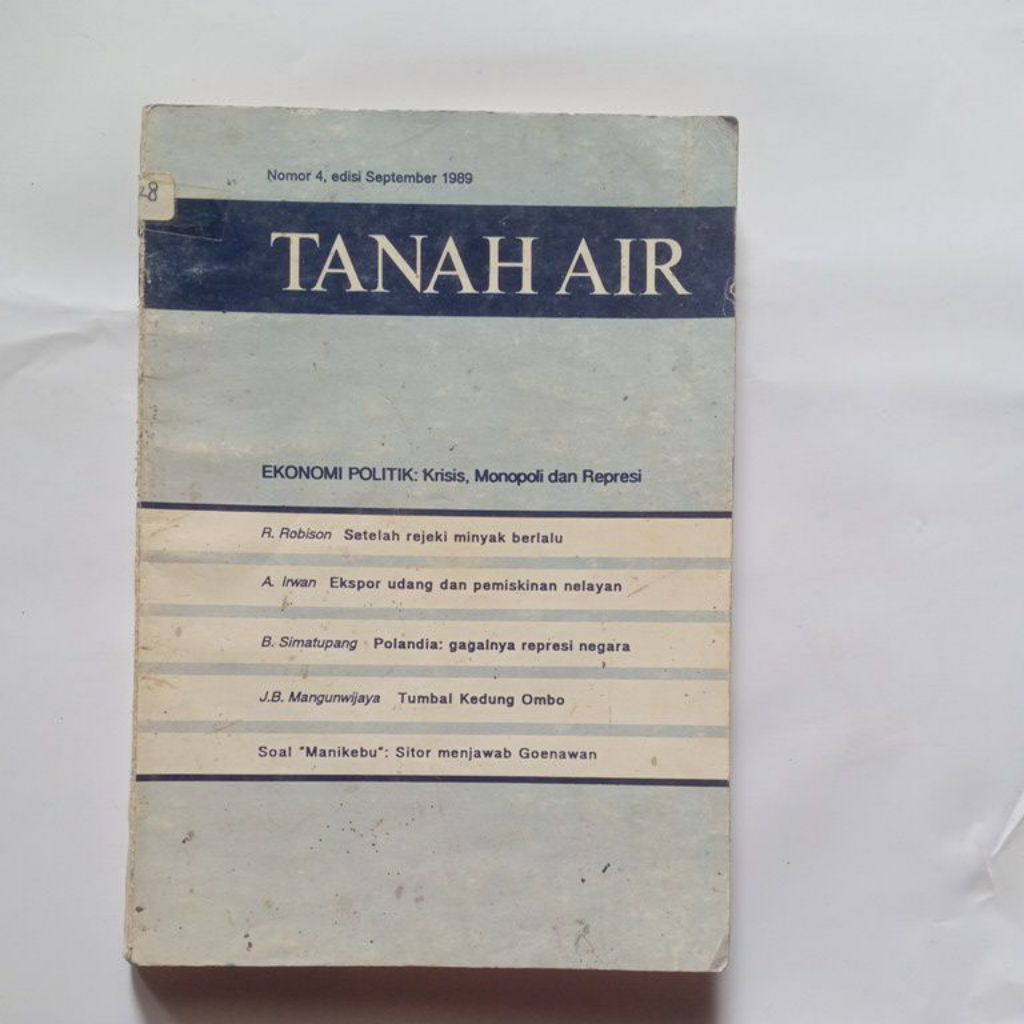 Nomor 4, edisi September 1989
28
TANAH AIR
EKONOMI POLITIK: Krisis, Monopoli dan Represi
R. Robison Setelah rejeki minyak berlalu
A. Irwan Ekspor udang dan pemiskinan nelayan
B. Simatupang Polandia: gagalnya represi negara
J.B. Mangunwijaya Tumbal Kedung Ombo
Soal "Manikebu": Sitor menjawab Goenawan